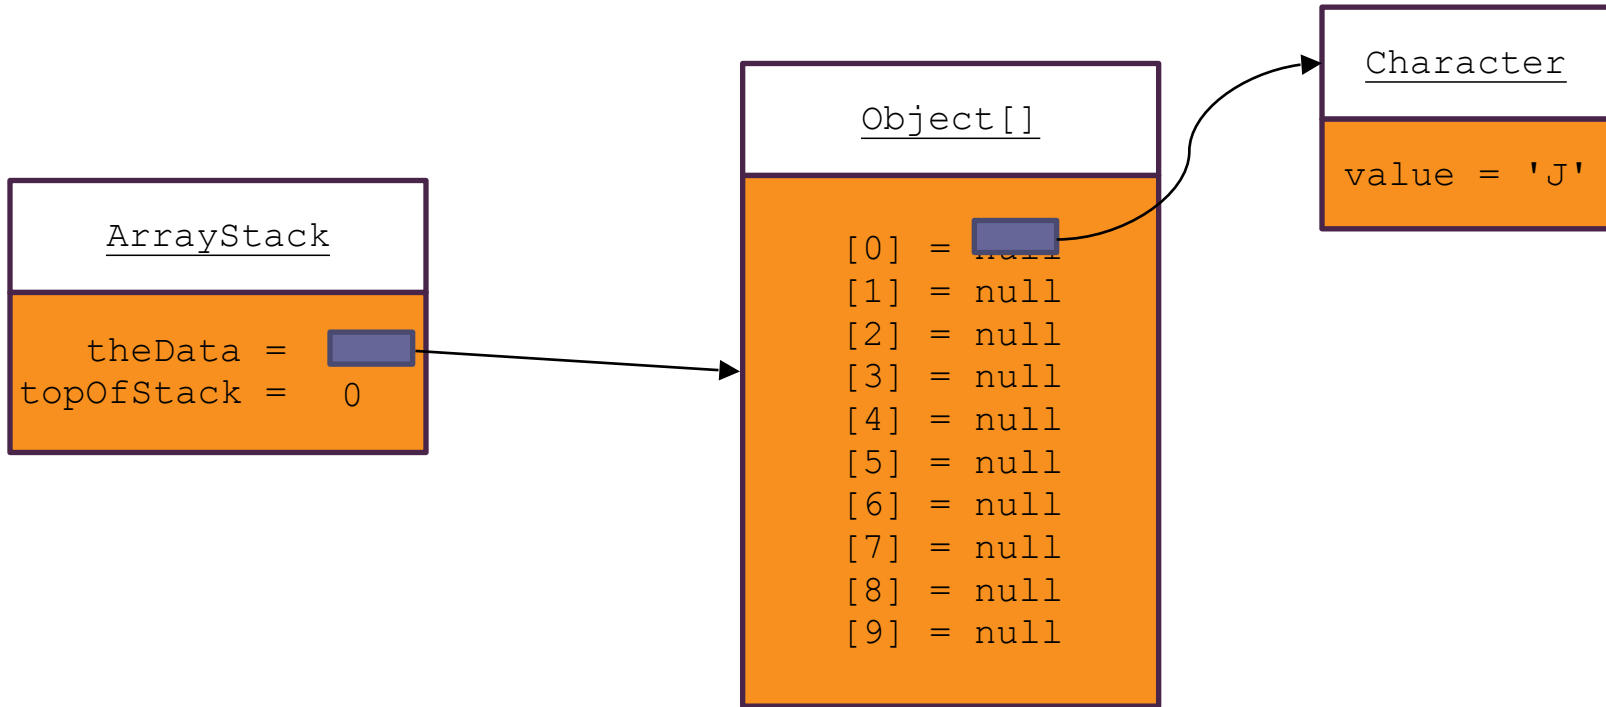 ArrayStack
theData =
topOfStack = 0
Object[]
[0] =
[1] = null
[2] = null
[3] = null
[4] = null
[5] = null
[6] = null
[7] = null
[8] = null
[9] = null
Character
value = 'J'